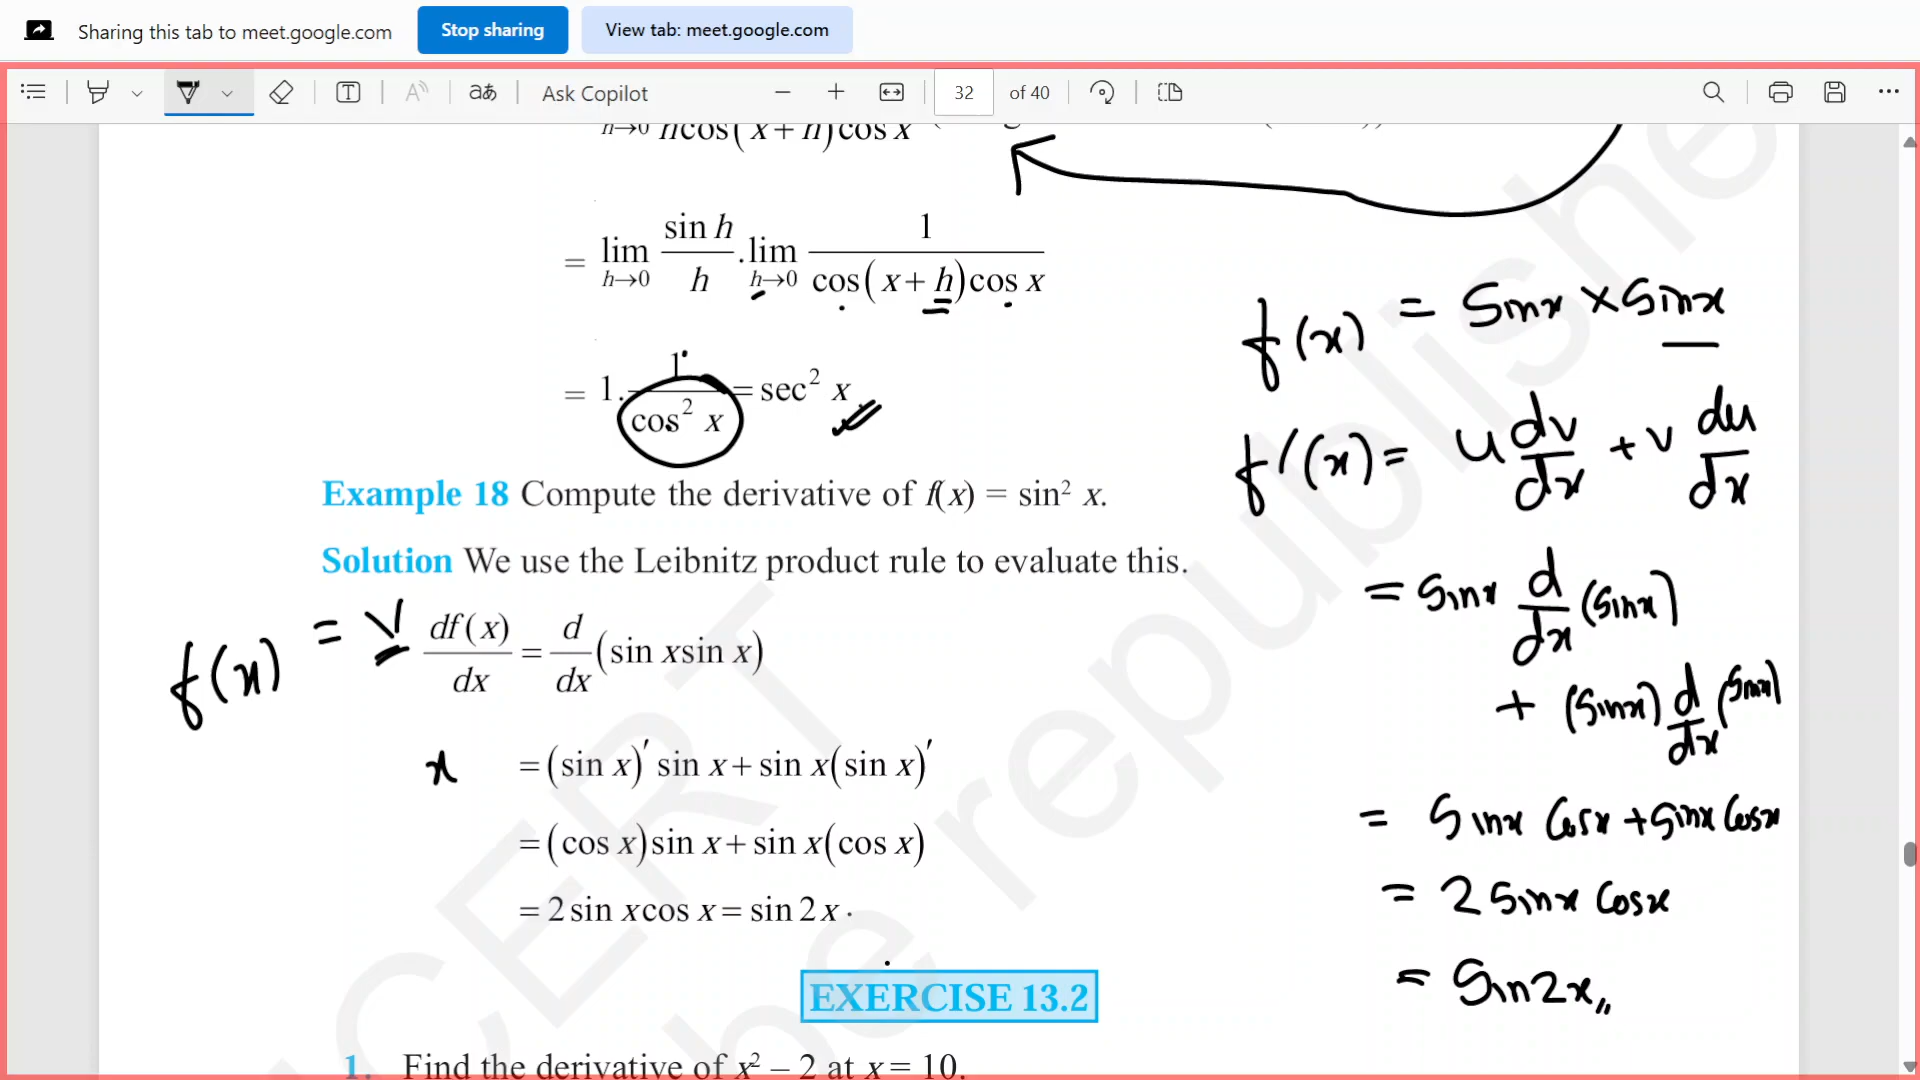 Sharing this tab to meet.google.com Stop sharing View tab: meet.google.com
Ask Copilot 32 of 40
h→0 hcos(x+h)cos x
= lim h→0 sin h / h . lim h→0 1 / cos(x+h)cos x
= 1. 1 / cos² x = sec² x
Example 18 Compute the derivative of f(x) = sin² x.
Solution We use the Leibnitz product rule to evaluate this.
f(x) = V
df(x)/dx = d/dx (sin x sin x)
x
= (sin x)′ sin x + sin x (sin x)′
= (cos x) sin x + sin x (cos x)
= 2 sin x cos x = sin 2x.
EXERCISE 13.2
1. Find the derivative of x² – 2 at x = 10.
f(x) = Sinx × Sinx
f′(x) = u dv/dx + v du/dx
= Sinx d/dx (Sinx)
+ (Sinx) d/dx (Sinx)
= Sinx Cosx + Sinx Cosx
= 2 Sinx Cosx
= Sin2x